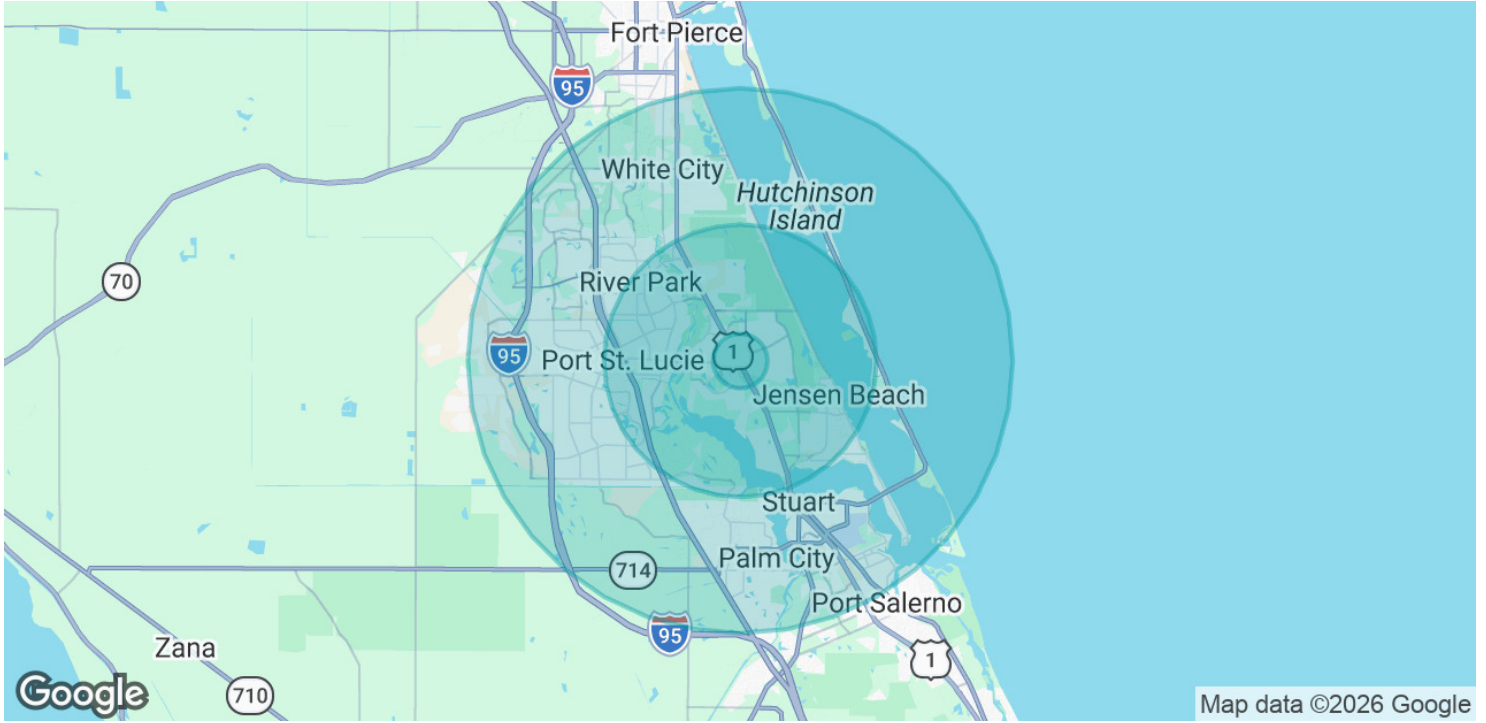 Fort Pierce
95
White City
Hutchinson
Island
70
River Park
95
Port St. Lucie
1
Jensen Beach
Stuart
Palm City
714
Port Salerno
95
Zana
1
710
Google
Map data ©2026 Google